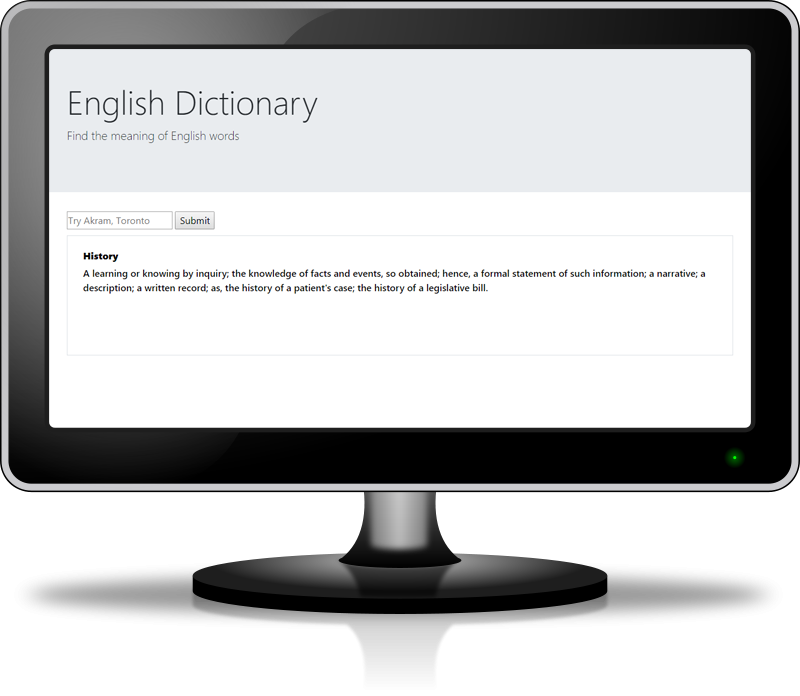 English Dictionary
Find the meaning of English words
Try Akram, Toronto
Submit
History
A learning or knowing by inquiry; the knowledge of facts and events, so obtained; hence, a formal statement of such information; a narrative; a
description; a written record; as, the history of a patient's case; the history of a legislative bill.